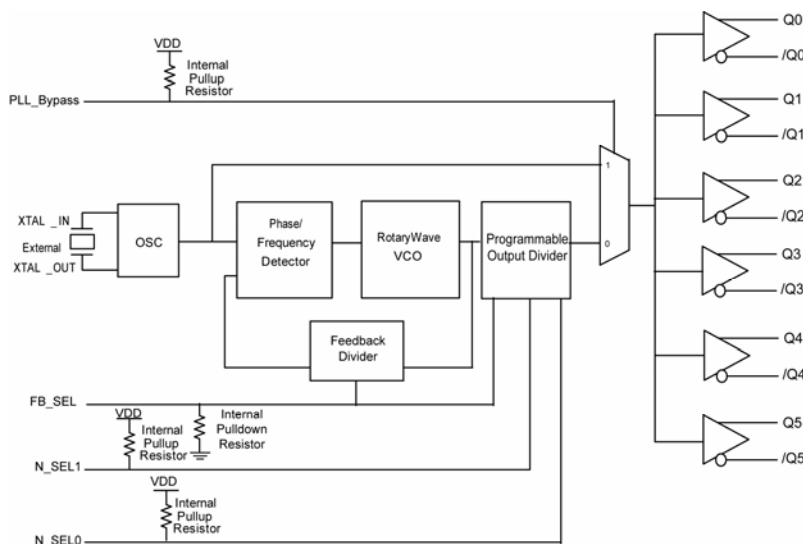 VDD
Internal
Pullup
Resistor
PLL_Bypass
XTAL _IN
External
XTAL _OUT
OSC
Phase/
Frequency
Detector
RotaryWave
VCO
Programmable
Output Divider
1
0
Feedback
Divider
FB_SEL
VDD
Internal
Pullup
Resistor
Internal
Pulldown
Resistor
N_SEL1
VDD
Internal
Pullup
Resistor
N_SEL0
Q0
/Q0
Q1
/Q1
Q2
/Q2
Q3
/Q3
Q4
/Q4
Q5
/Q5